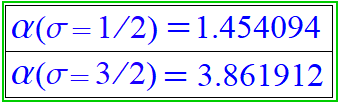 α(σ = 1/2) = 1.454094
α(σ = 3/2) = 3.861912